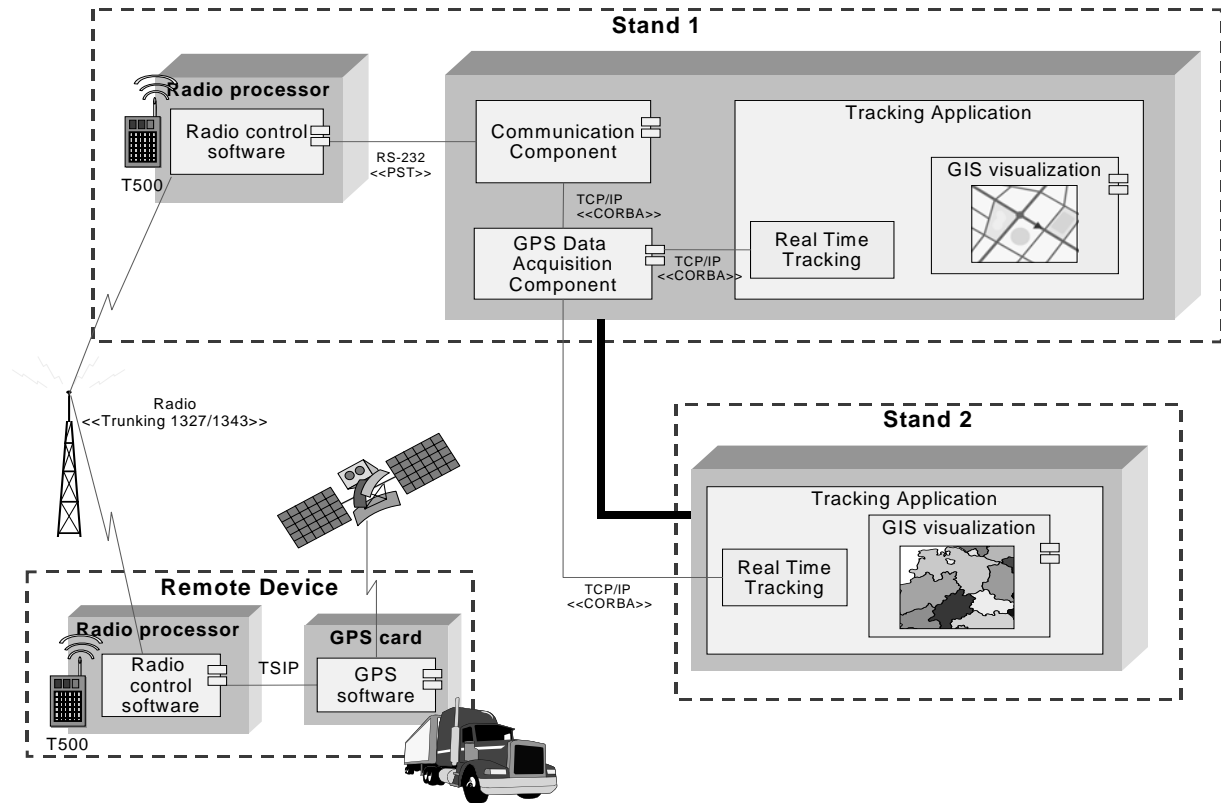 Stand 1
Radio processor
Radio control
software
T500
RS-232
<<PST>>
Communication
Component
TCP/IP
<<CORBA>>
GPS Data
Acquisition
Component
TCP/IP
<<CORBA>>
Tracking Application
Real Time
Tracking
GIS visualization
Radio
<<Trunking 1327/1343>>
Stand 2
Tracking Application
GIS visualization
Real Time
Tracking
TCP/IP
<<CORBA>>
Remote Device
Radio processor
Radio
control
software
T500
TSIP
GPS card
GPS
software